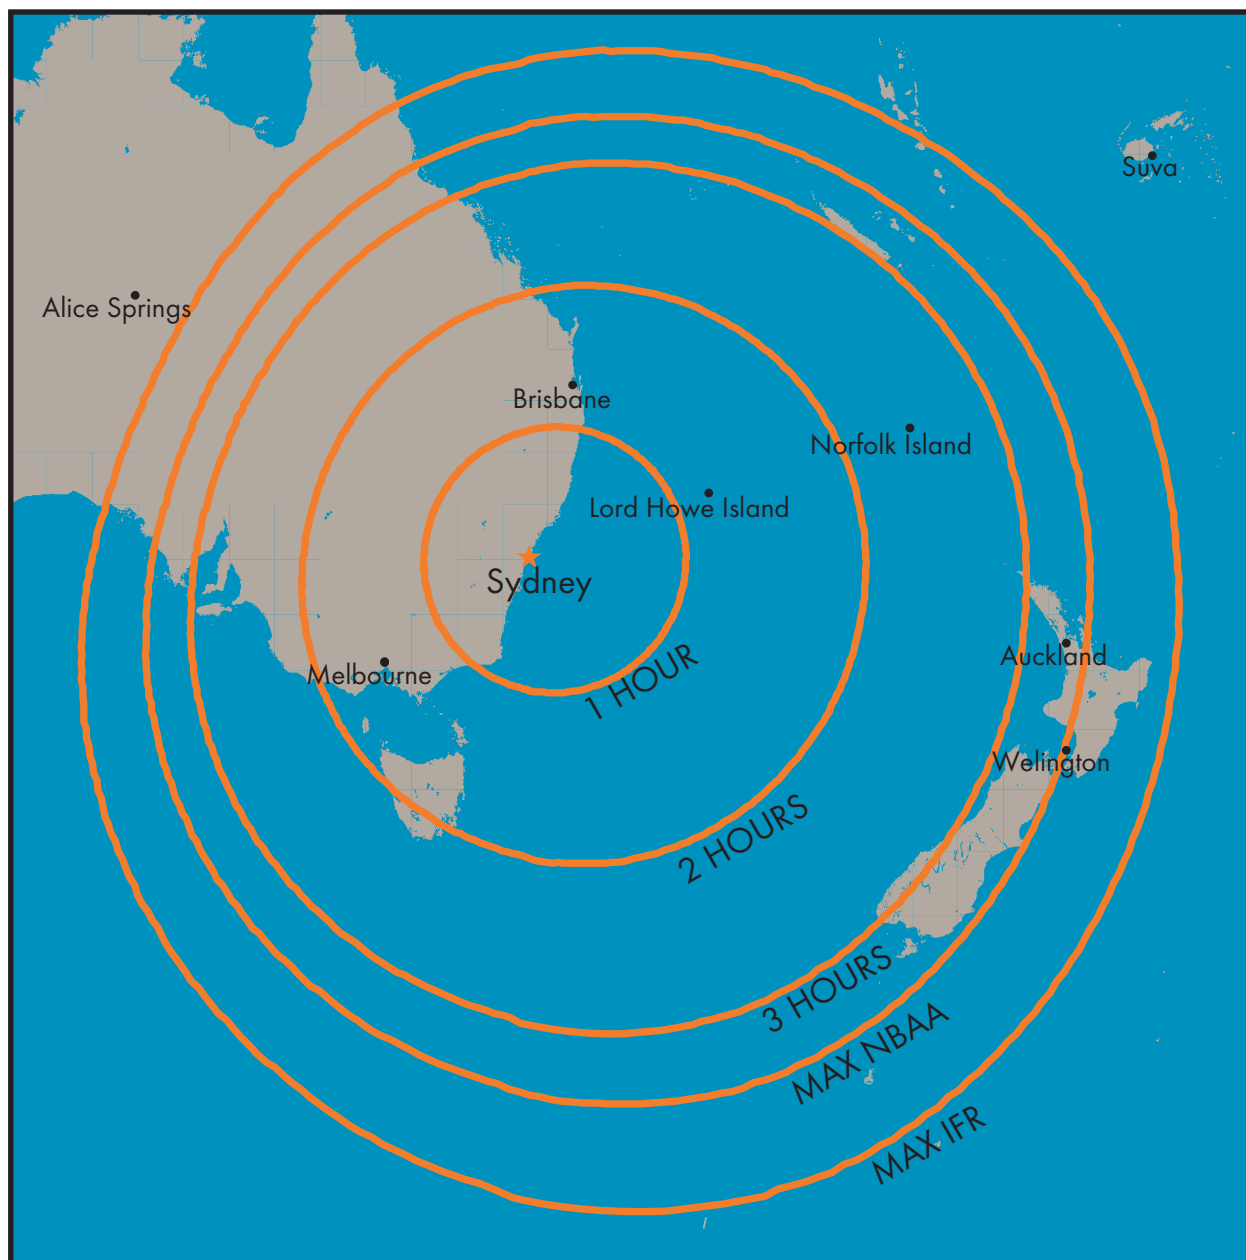 Suva
Alice Springs
Brisbane
Norfolk Island
Lord Howe Island
Sydney
Auckland
Melbourne
1 HOUR
Welington
2 HOURS
3 HOURS
MAX NBAA
MAX IFR